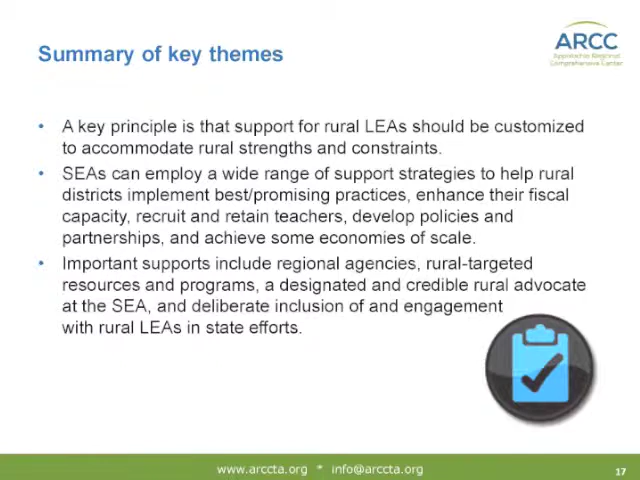 Summary of key themes
ARCC
Appalachia Regional
Comprehensive Center
• A key principle is that support for rural LEAs should be customized
to accommodate rural strengths and constraints.
• SEAs can employ a wide range of support strategies to help rural
districts implement best/promising practices, enhance their fiscal
capacity, recruit and retain teachers, develop policies and
partnerships, and achieve some economies of scale.
• Important supports include regional agencies, rural-targeted
resources and programs, a designated and credible rural advocate
at the SEA, and deliberate inclusion of and engagement
with rural LEAs in state efforts.
www.arccta.org * info@arccta.org
17